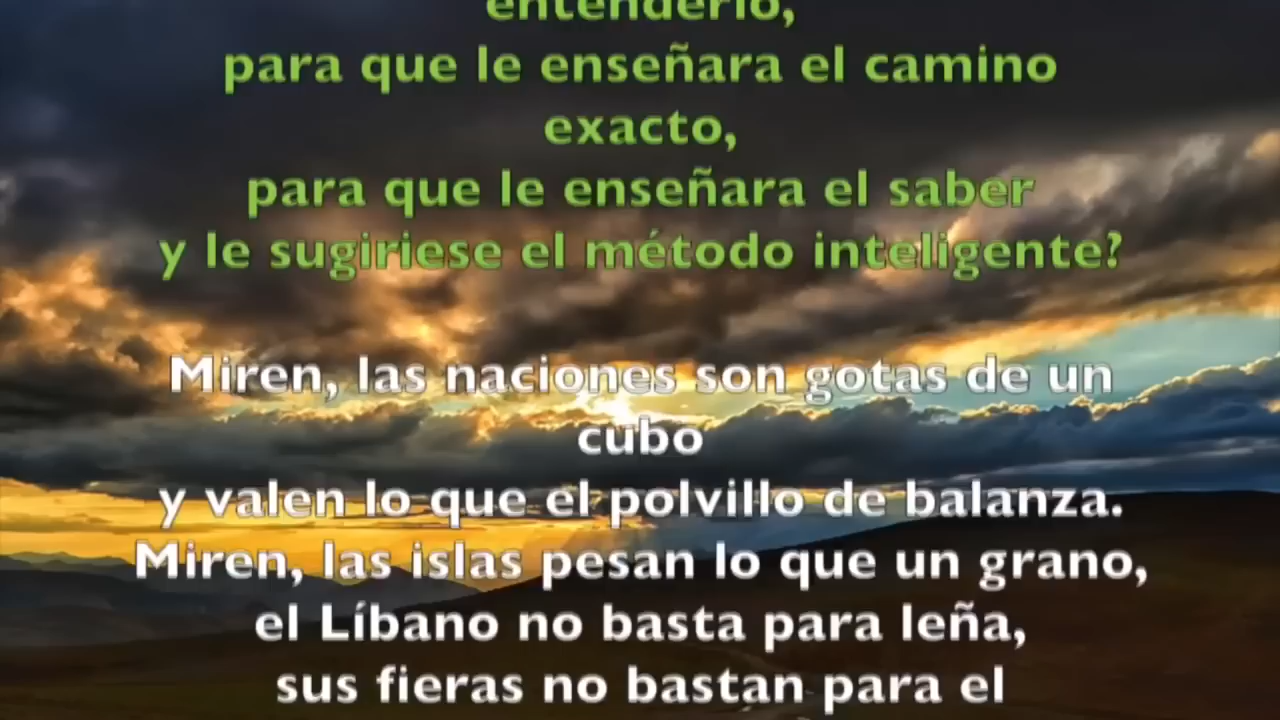 entenderlo,
para que le enseñara el camino
exacto,
para que le enseñara el saber
y le sugiriese el método inteligente?
Miren, las naciones son gotas de un
cubo
y valen lo que el polvillo de balanza.
Miren, las islas pesan lo que un grano,
el Líbano no basta para leña,
sus fieras no bastan para el